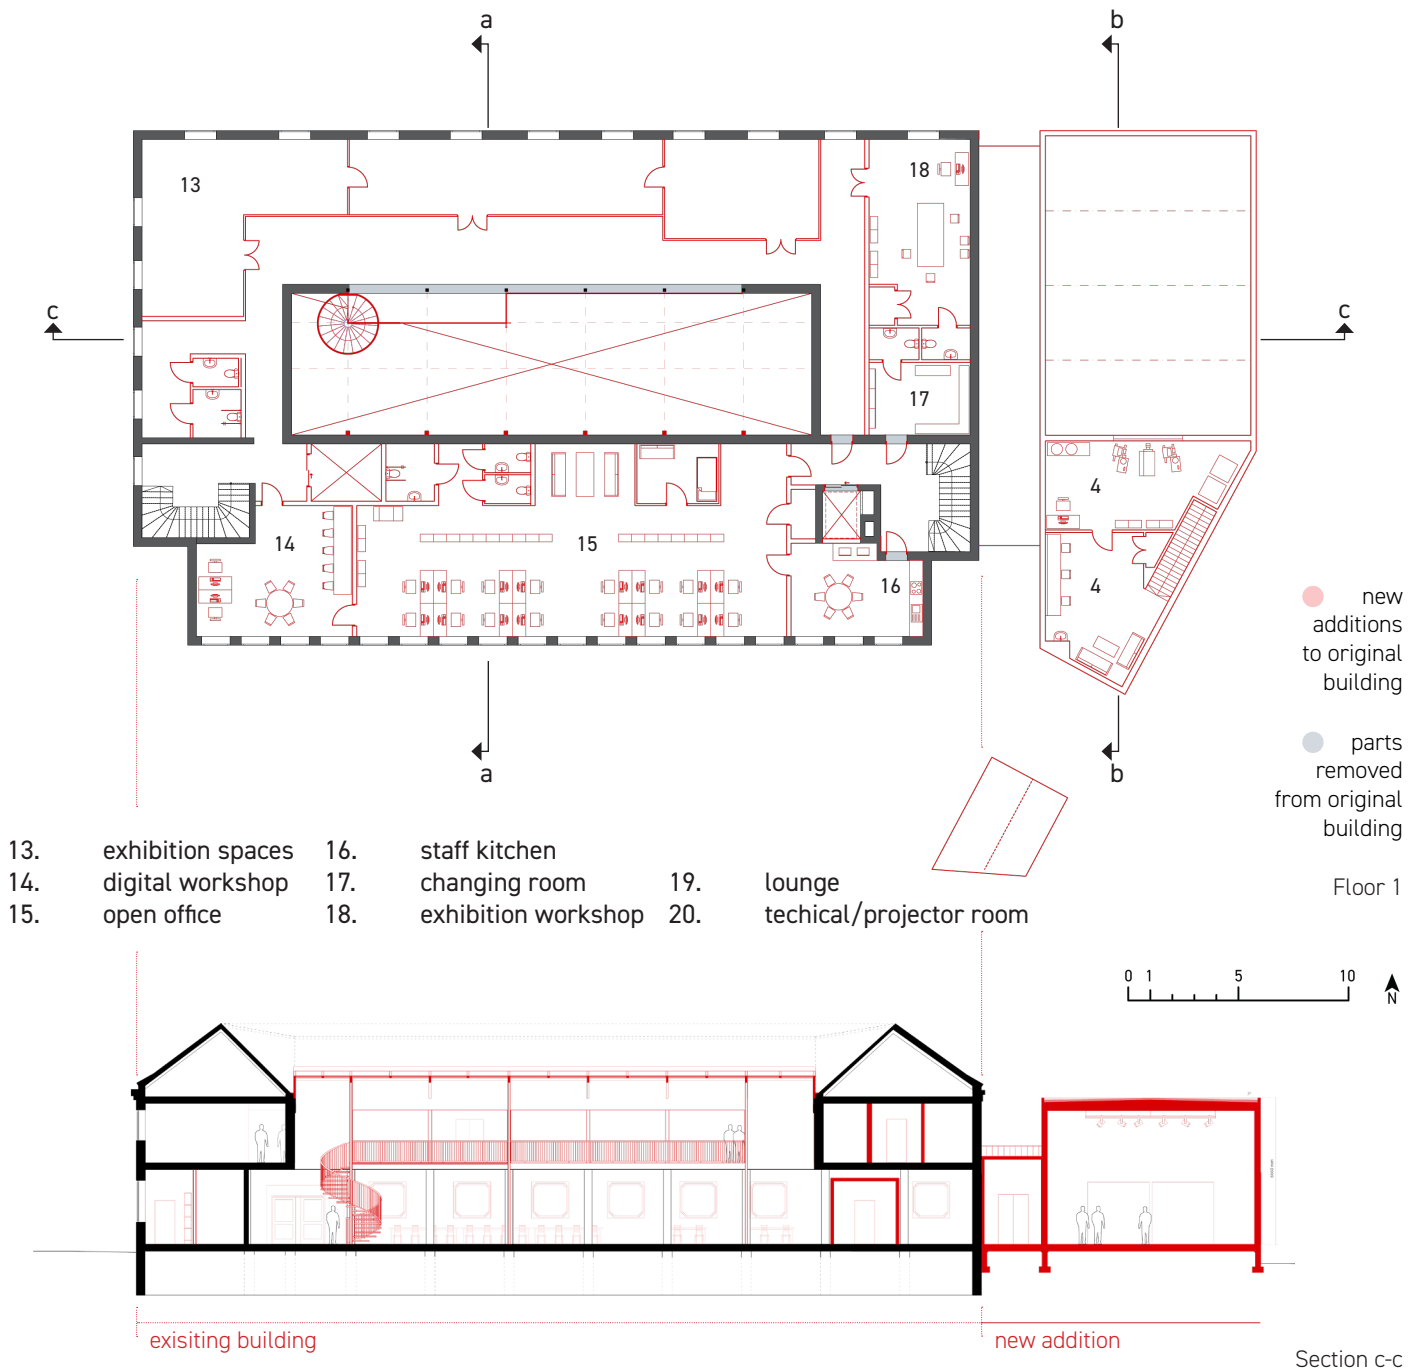 a
b
13
18
c
c
17
4
14
15
16
4
new
additions
to original
building
a
b
parts
removed
from original
building
13. exhibition spaces 16. staff kitchen
14. digital workshop 17. changing room 19. lounge
15. open office 18. exhibition workshop 20. techical/projector room
Floor 1
0 1 5 10
N
exisiting building
new addition
Section c-c